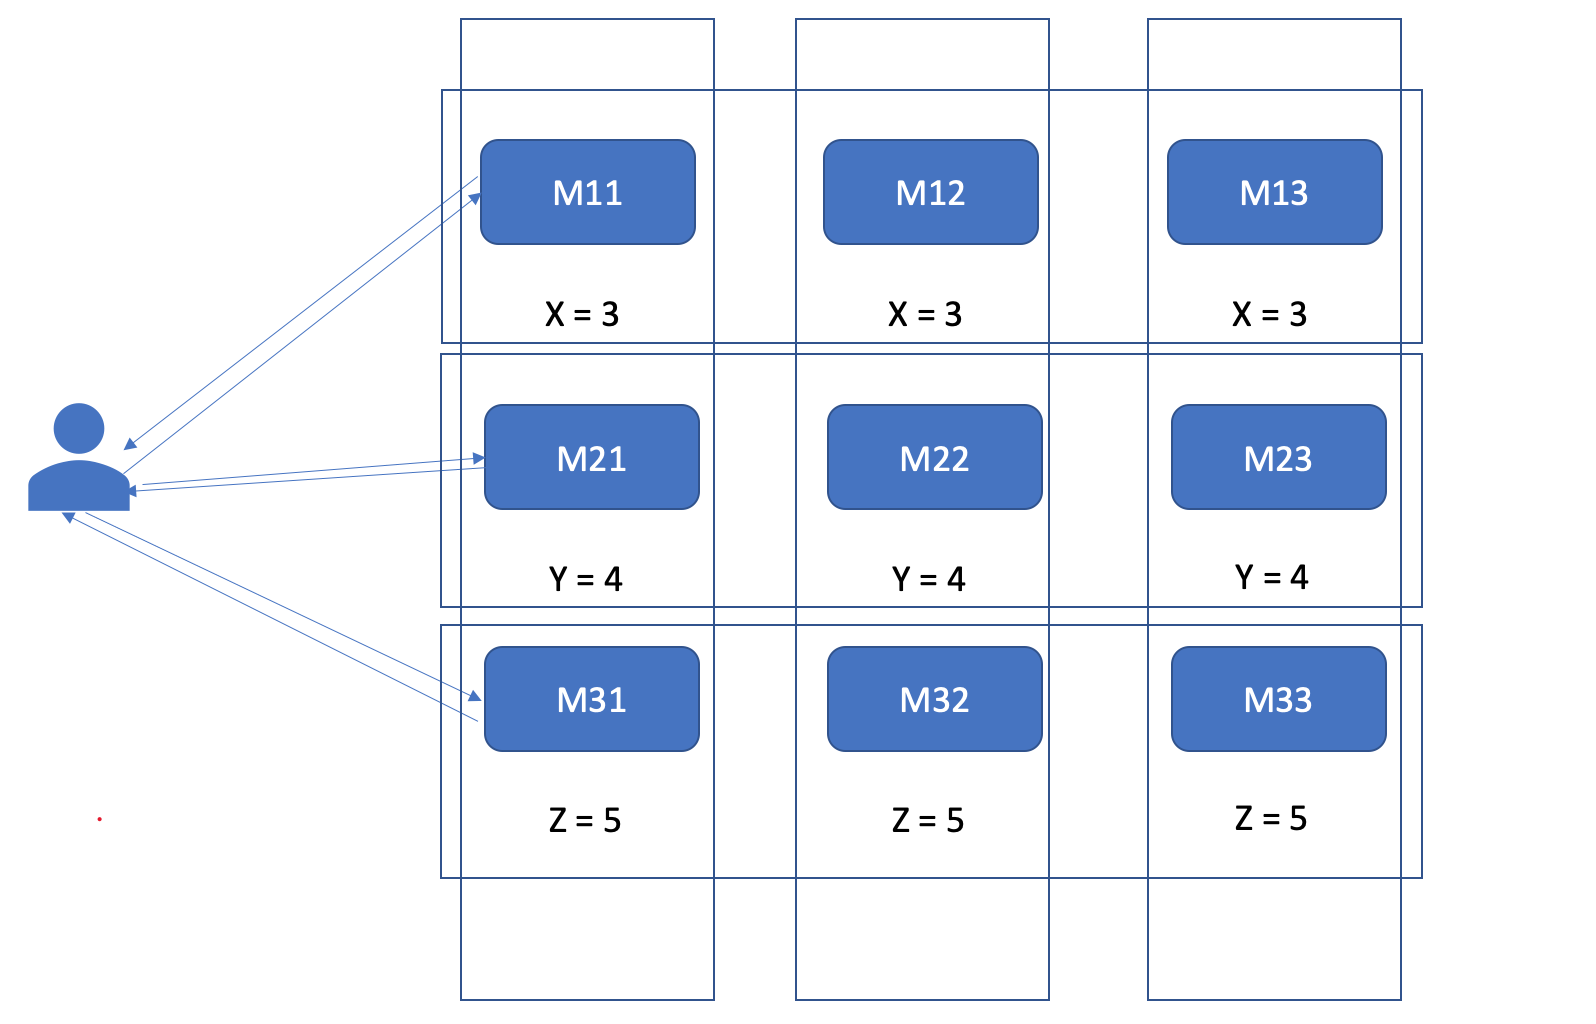 M11 M12 M13
X = 3 X = 3 X = 3
M21 M22 M23
Y = 4 Y = 4 Y = 4
M31 M32 M33
Z = 5 Z = 5 Z = 5